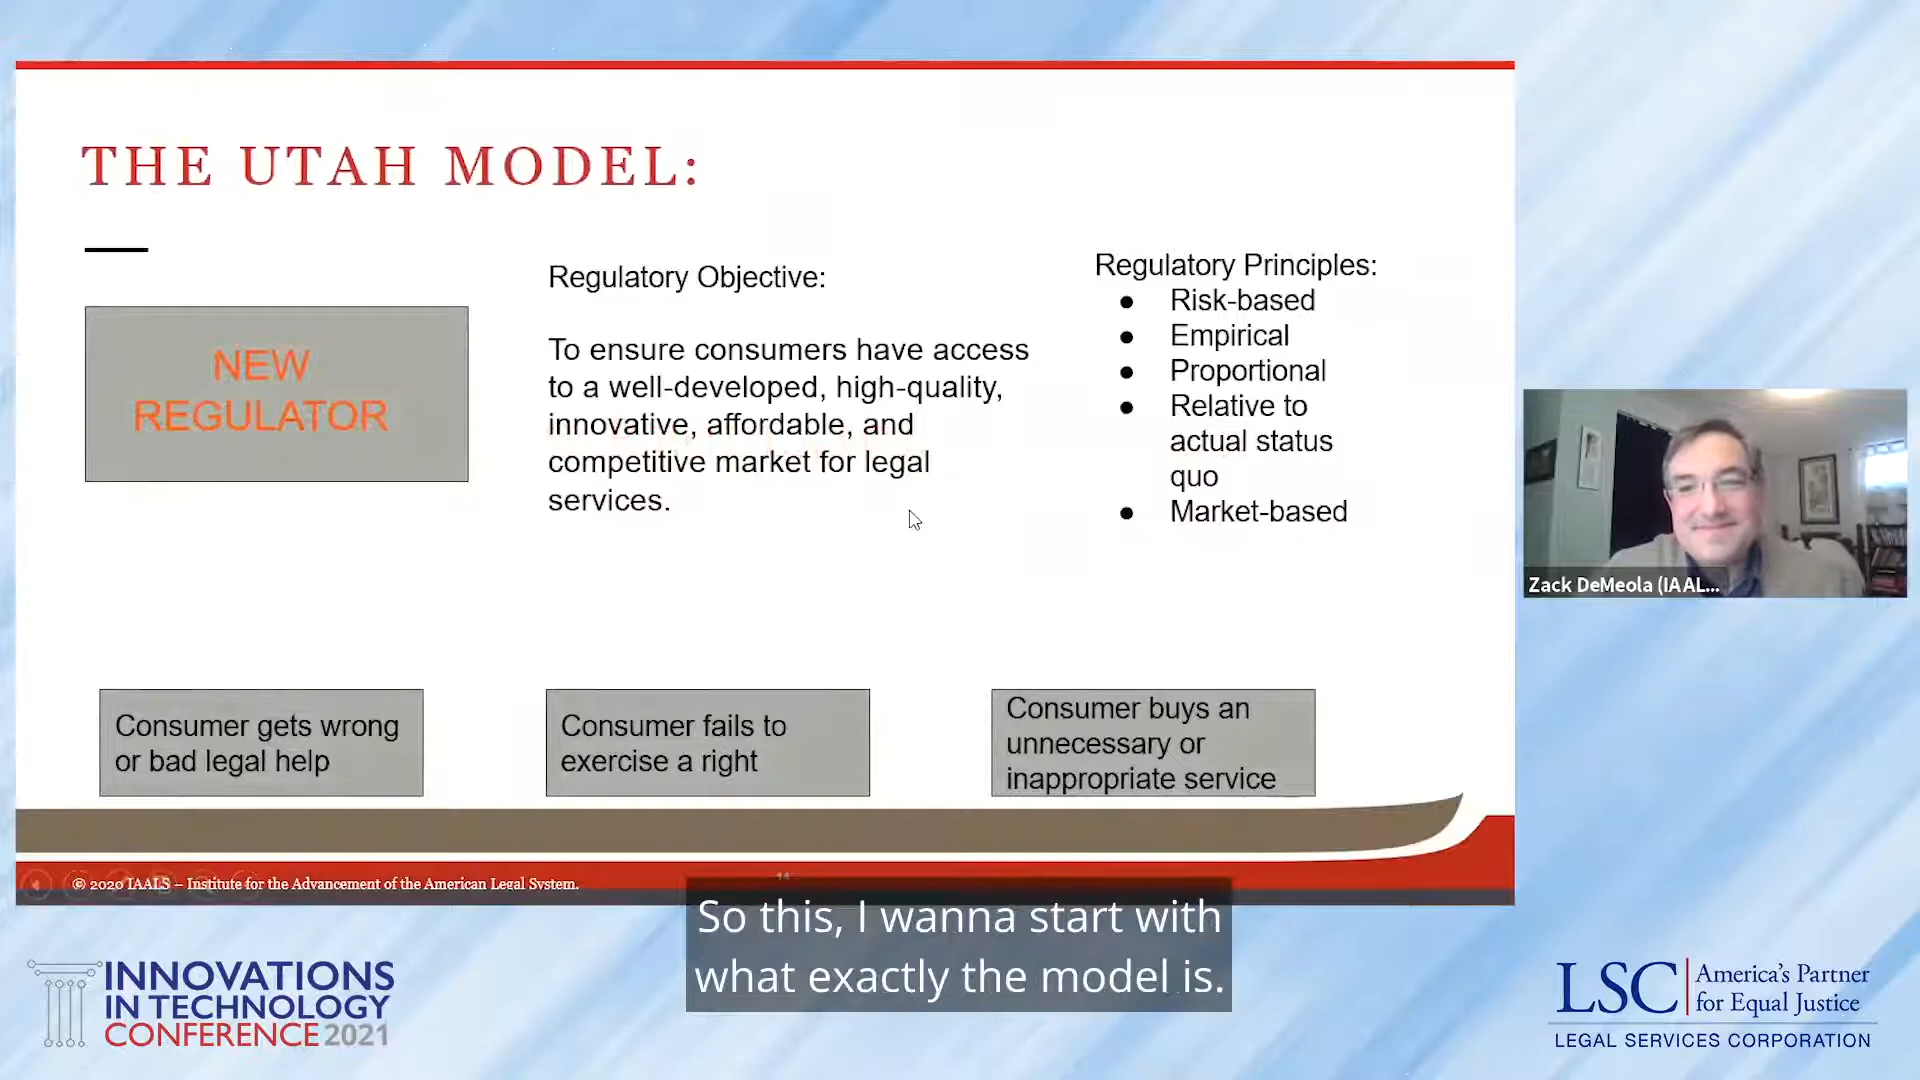 THE UTAH MODEL:
NEW
REGULATOR
Regulatory Objective:
To ensure consumers have access
to a well-developed, high-quality,
innovative, affordable, and
competitive market for legal
services.
Regulatory Principles:
● Risk-based
● Empirical
● Proportional
● Relative to
actual status
quo
● Market-based
Zack DeMeola (IAAL...
Consumer gets wrong
or bad legal help
Consumer fails to
exercise a right
Consumer buys an
unnecessary or
inappropriate service
© 2020 IAALS – Institute for the Advancement of the American Legal System.
14
So this, I wanna start with
what exactly the model is.
INNOVATIONS
IN TECHNOLOGY
CONFERENCE 2021
LSC
America's Partner
for Equal Justice
LEGAL SERVICES CORPORATION